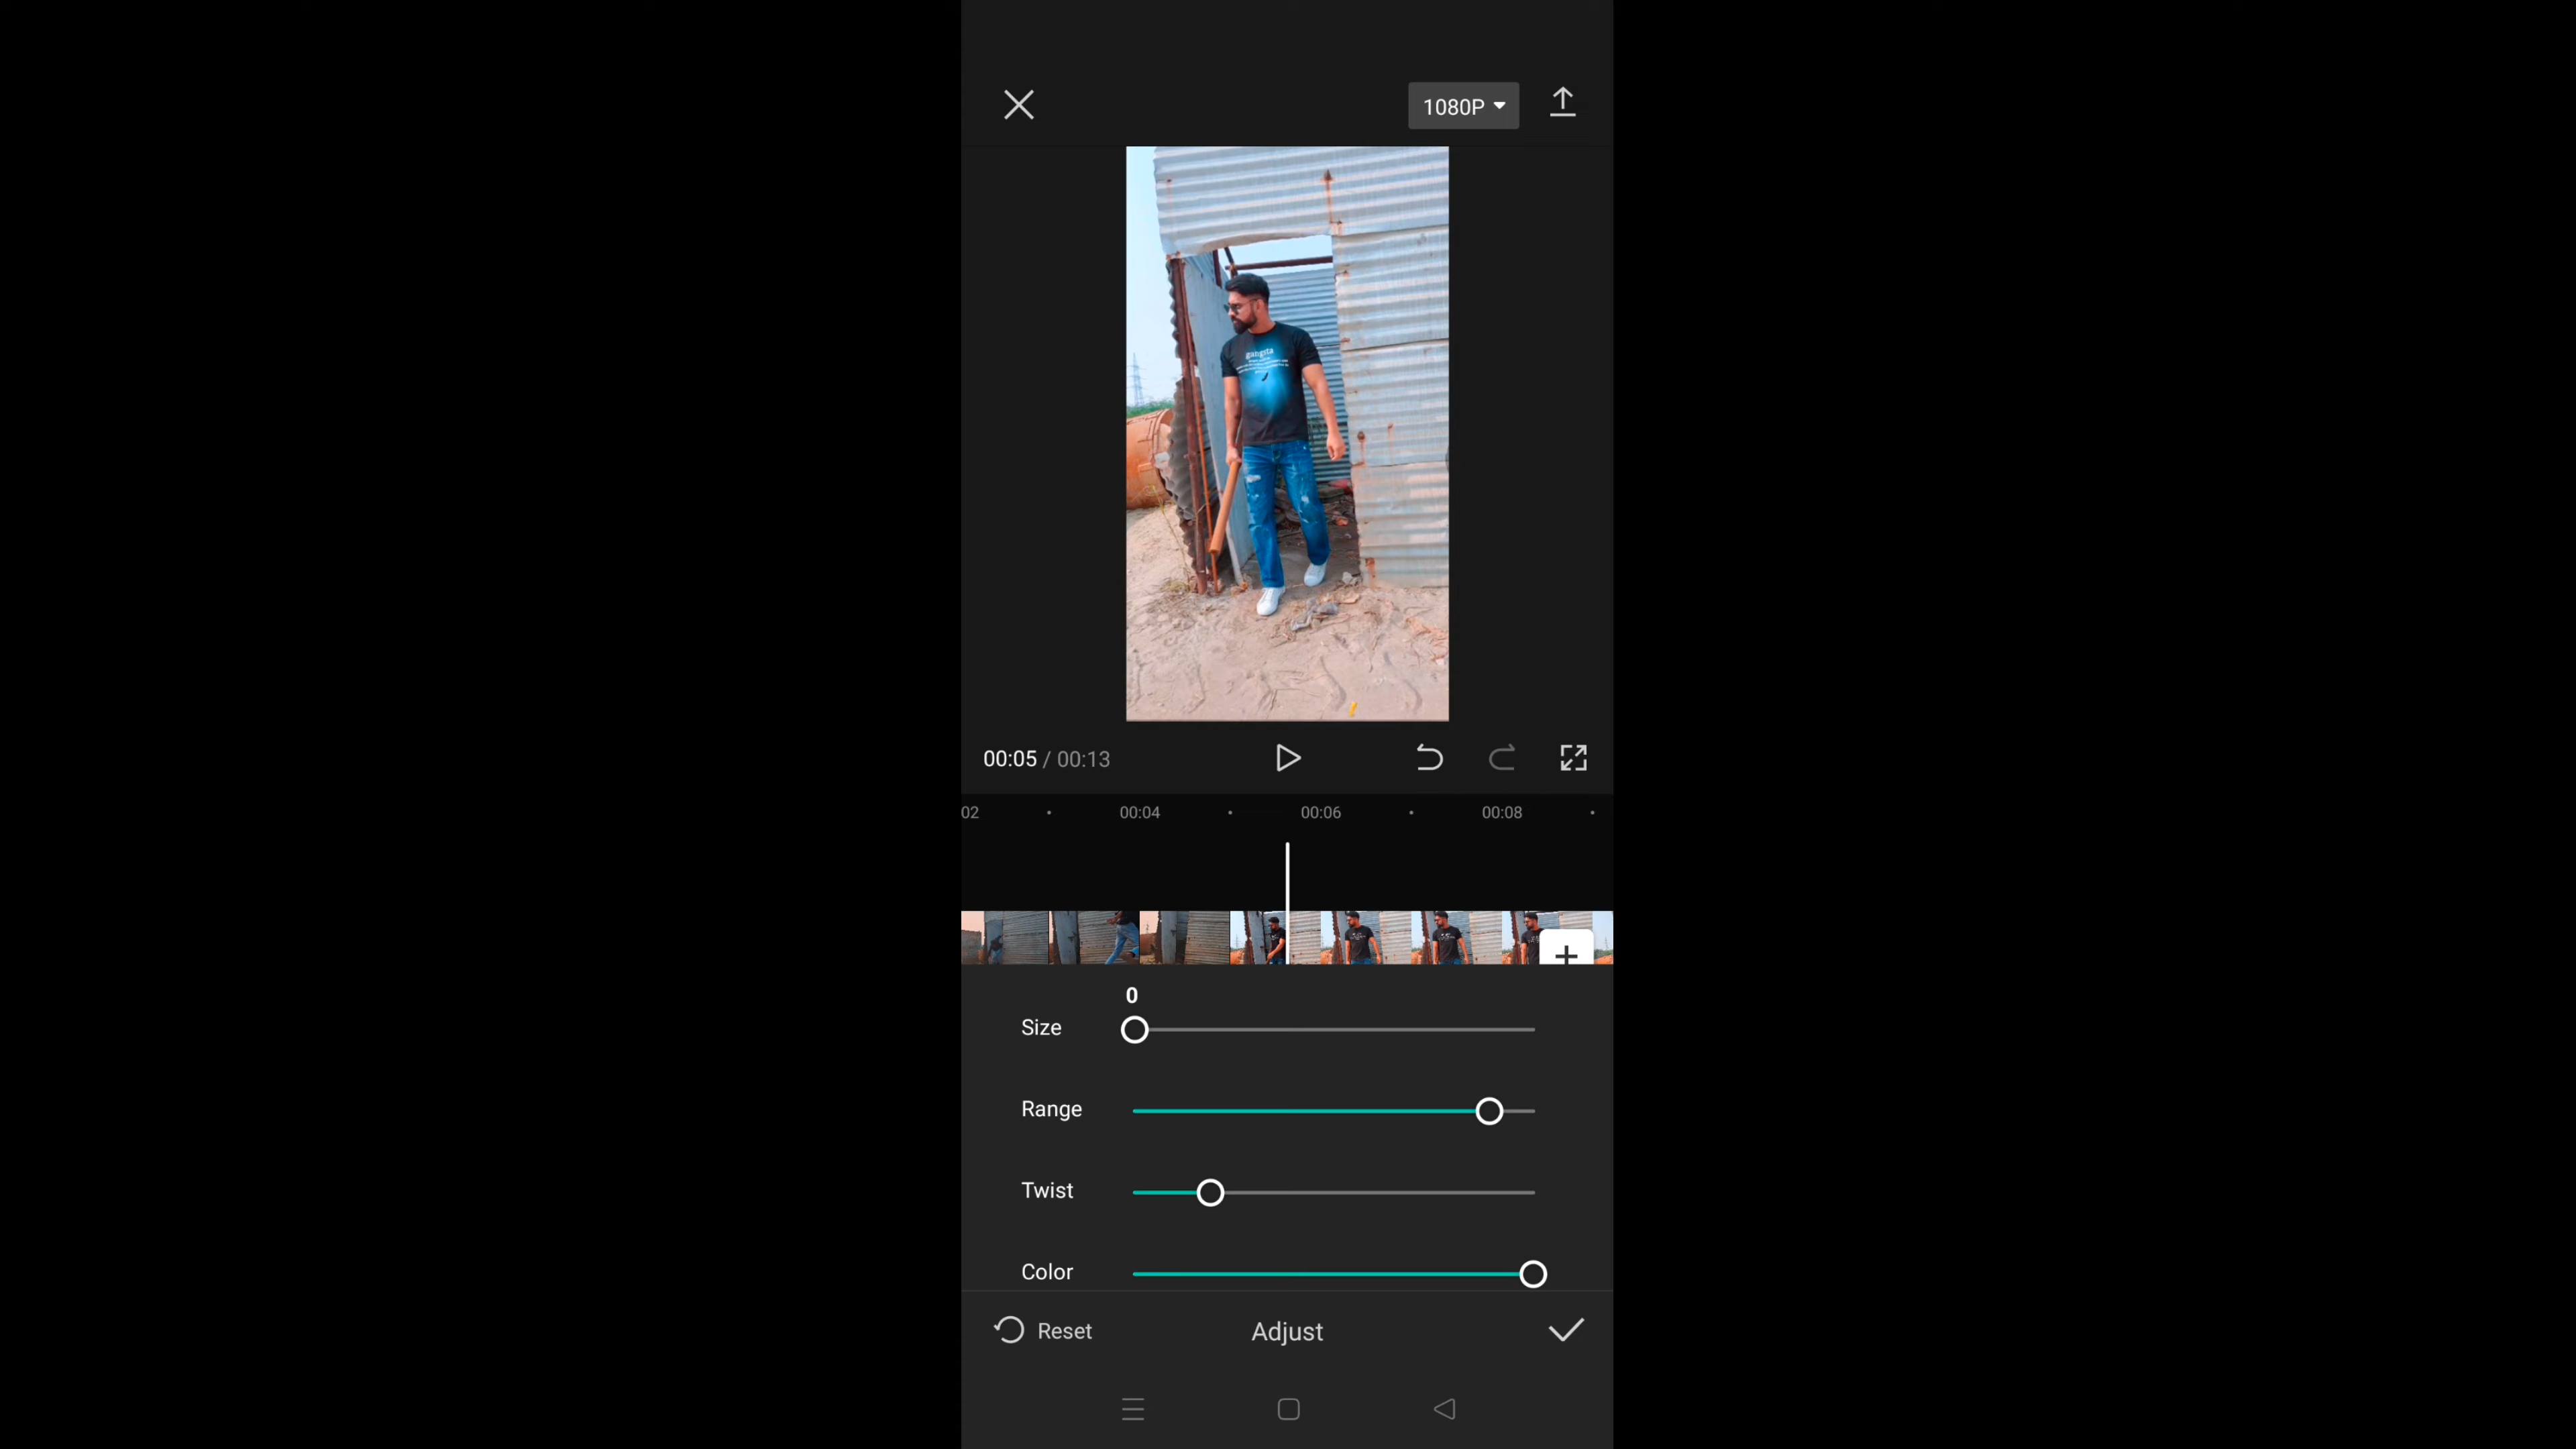 1080P
gangsta
00:05 / 00:13
02 00:04 00:06 00:08
0
Size
Range
Twist
Color
Reset Adjust